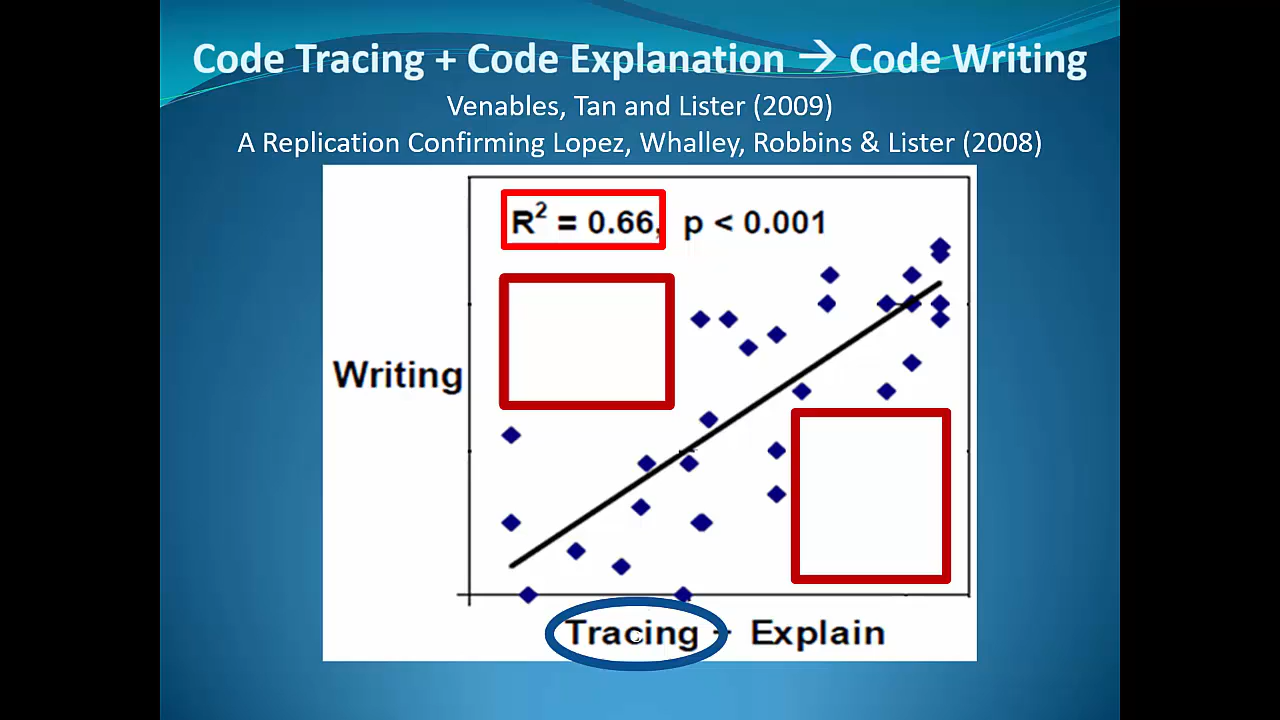 Code Tracing + Code Explanation → Code Writing
Venables, Tan and Lister (2009)
A Replication Confirming Lopez, Whalley, Robbins & Lister (2008)
R² = 0.66, p < 0.001
Writing
Tracing + Explain